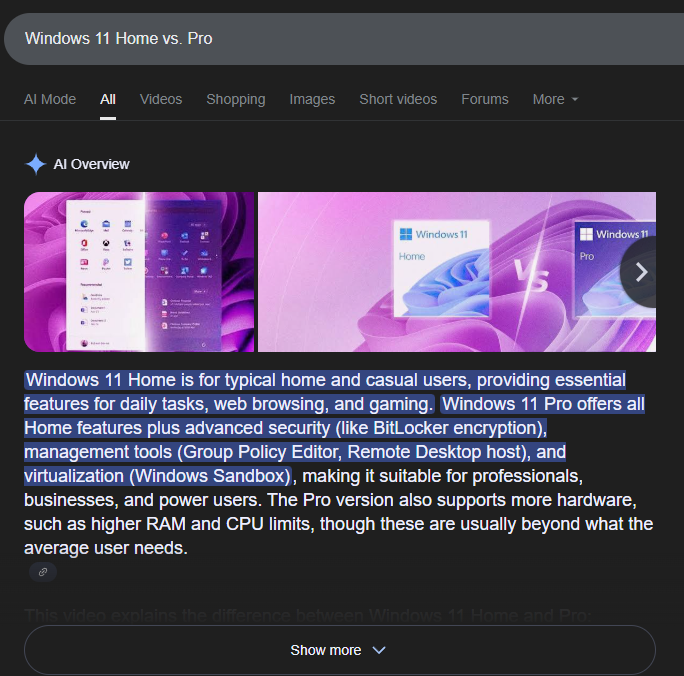 Windows 11 Home vs. Pro
AI Mode All Videos Shopping Images Short videos Forums More
AI Overview
Windows 11
Home
Vs
Windows 11
Pro
Windows 11 Home is for typical home and casual users, providing essential
features for daily tasks, web browsing, and gaming. Windows 11 Pro offers all
Home features plus advanced security (like BitLocker encryption),
management tools (Group Policy Editor, Remote Desktop host), and
virtualization (Windows Sandbox), making it suitable for professionals,
businesses, and power users. The Pro version also supports more hardware,
such as higher RAM and CPU limits, though these are usually beyond what the
average user needs.
This video explains the difference between Windows 11 Home and Pro:
Show more